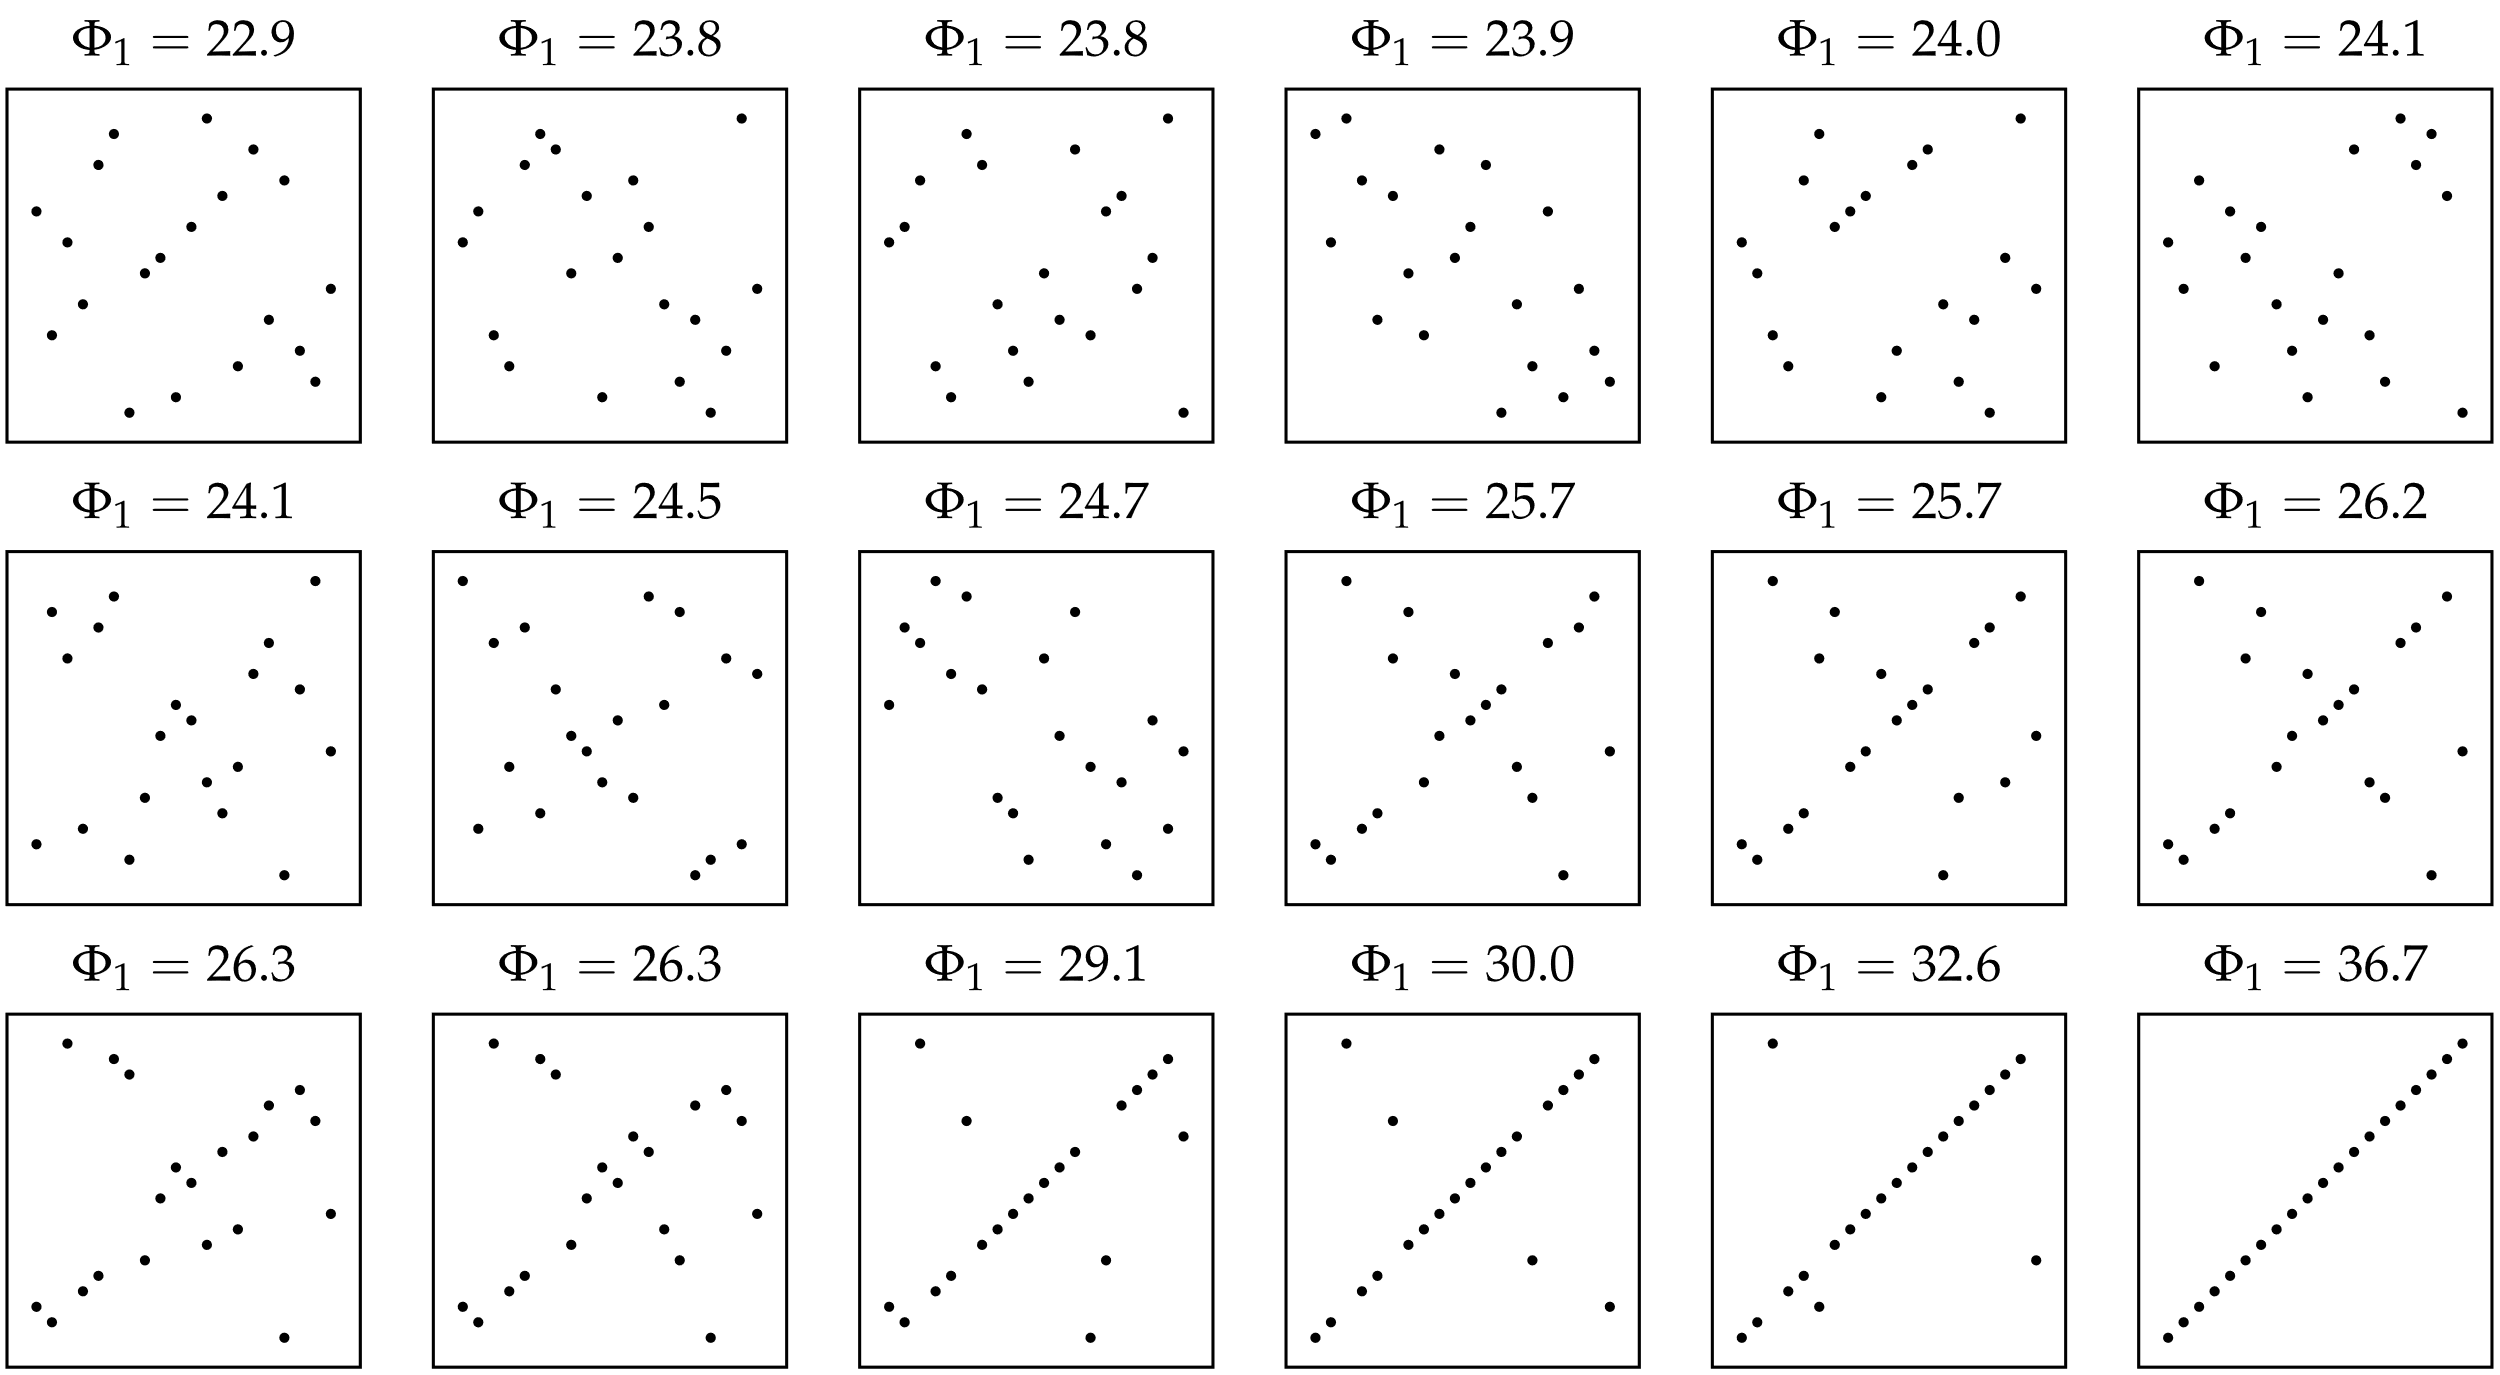 Φ1 = 22.9 Φ1 = 23.8 Φ1 = 23.8 Φ1 = 23.9 Φ1 = 24.0 Φ1 = 24.1
Φ1 = 24.1 Φ1 = 24.5 Φ1 = 24.7 Φ1 = 25.7 Φ1 = 25.7 Φ1 = 26.2
Φ1 = 26.3 Φ1 = 26.3 Φ1 = 29.1 Φ1 = 30.0 Φ1 = 32.6 Φ1 = 36.7